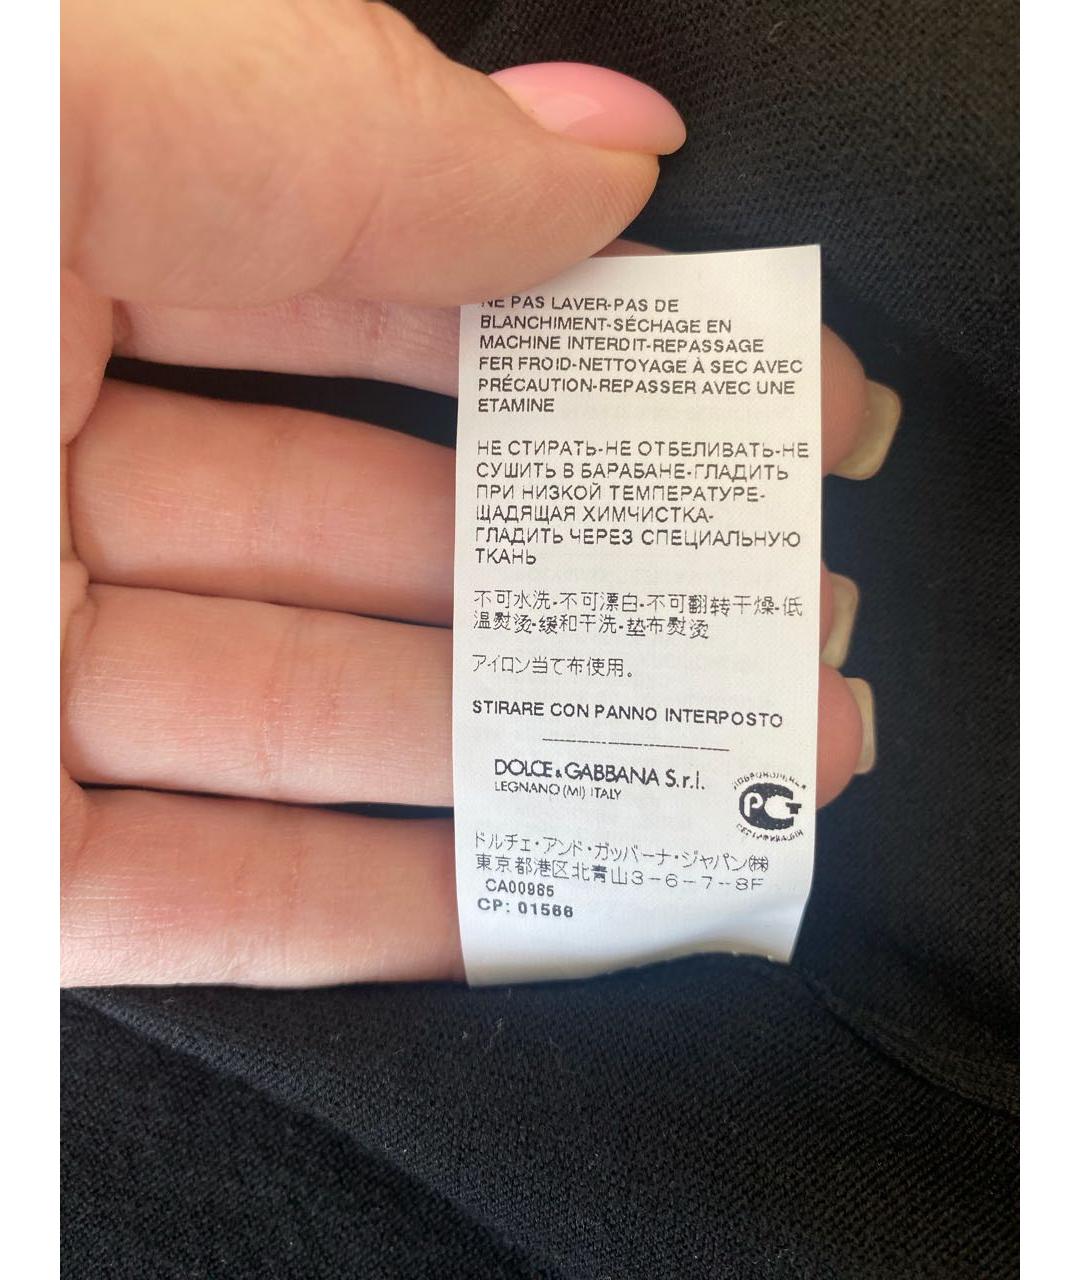 NE PAS LAVER-PAS DE
BLANCHIMENT-SÉCHAGE EN
MACHINE INTERDIT-REPASSAGE
FER FROID-NETTOYAGE À SEC AVEC
PRÉCAUTION-REPASSER AVEC UNE
ETAMINE
НЕ СТИРАТЬ-НЕ ОТБЕЛИВАТЬ-НЕ
СУШИТЬ В БАРАБАНЕ-ГЛАДИТЬ
ПРИ НИЗКОЙ ТЕМПЕРАТУРЕ-
ЩАДЯЩАЯ ХИМЧИСТКА-
ГЛАДИТЬ ЧЕРЕЗ СПЕЦИАЛЬНУЮ
ТКАНЬ
不可水洗-不可漂白-不可翻转干燥-低
温熨烫-缓和干洗-垫布熨烫
アイロン当て布使用。
STIRARE CON PANNO INTERPOSTO
DOLCE & GABBANA S.r.l.
LEGNANO (MI) ITALY
ДОБРОВОЛЬНАЯ
РСТ
СЕРТИФИКАЦИЯ
ドルチェ・アンド・ガッバーナ・ジャパン㈱
東京都港区北青山3-6-7-8F
CA00985
CP: 01566